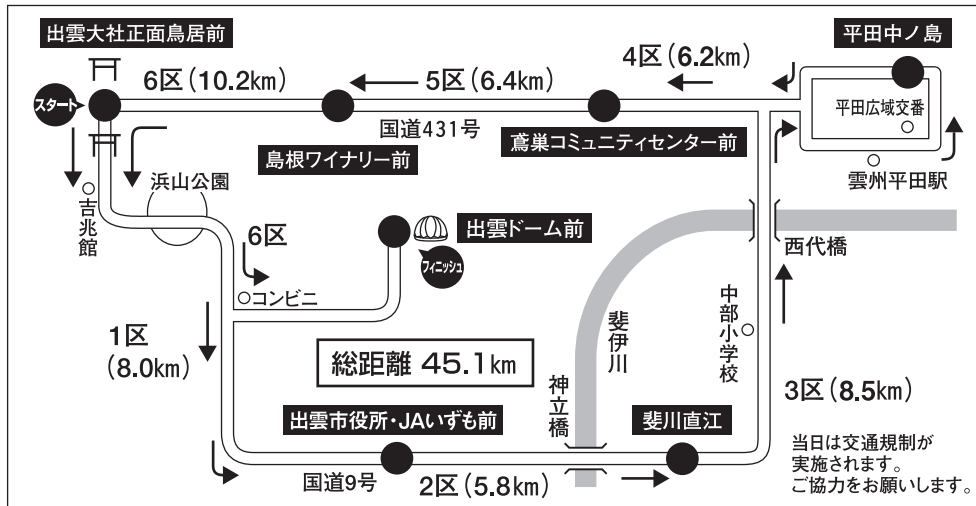 出雲大社正面鳥居前
平田中ノ島
6区(10.2km)
5区(6.4km)
4区(6.2km)
スタート
平田広域交番
国道431号
島根ワイナリー前
鳶巣コミュニティセンター前
雲州平田駅
浜山公園
吉兆館
出雲ドーム前
6区
フィニッシュ
西代橋
コンビニ
中部小学校
斐伊川
1区
(8.0km)
総距離 45.1km
神立橋
3区(8.5km)
出雲市役所・JAいずも前
斐川直江
国道9号
2区(5.8km)
当日は交通規制が
実施されます。
ご協力をお願いします。